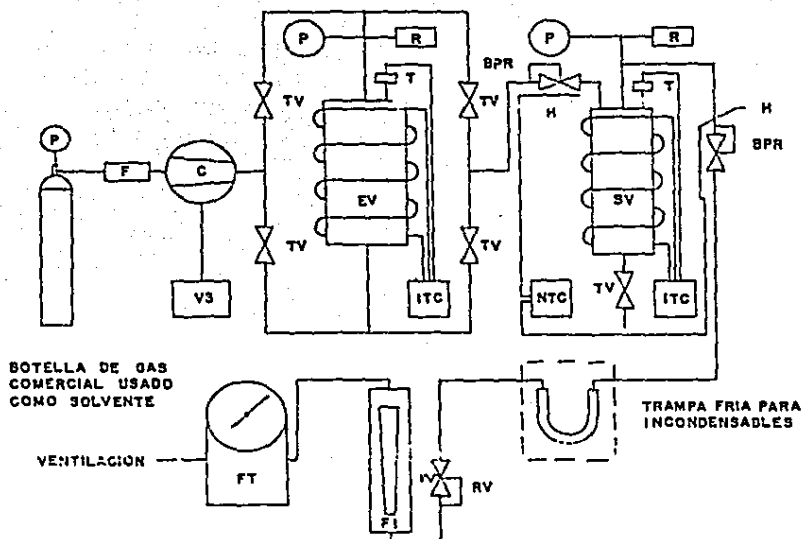 P
R
P
R
BPR
T
T
TV
TV
H
H
P
BPR
F
C
EV
SV
TV
TV
V3
ITC
NTC
TV
ITC
BOTELLA DE GAS
COMERCIAL USADO
COMO SOLVENTE
TRAMPA FRIA PARA
INCONDENSABLES
VENTILACION
FT
RV
FI